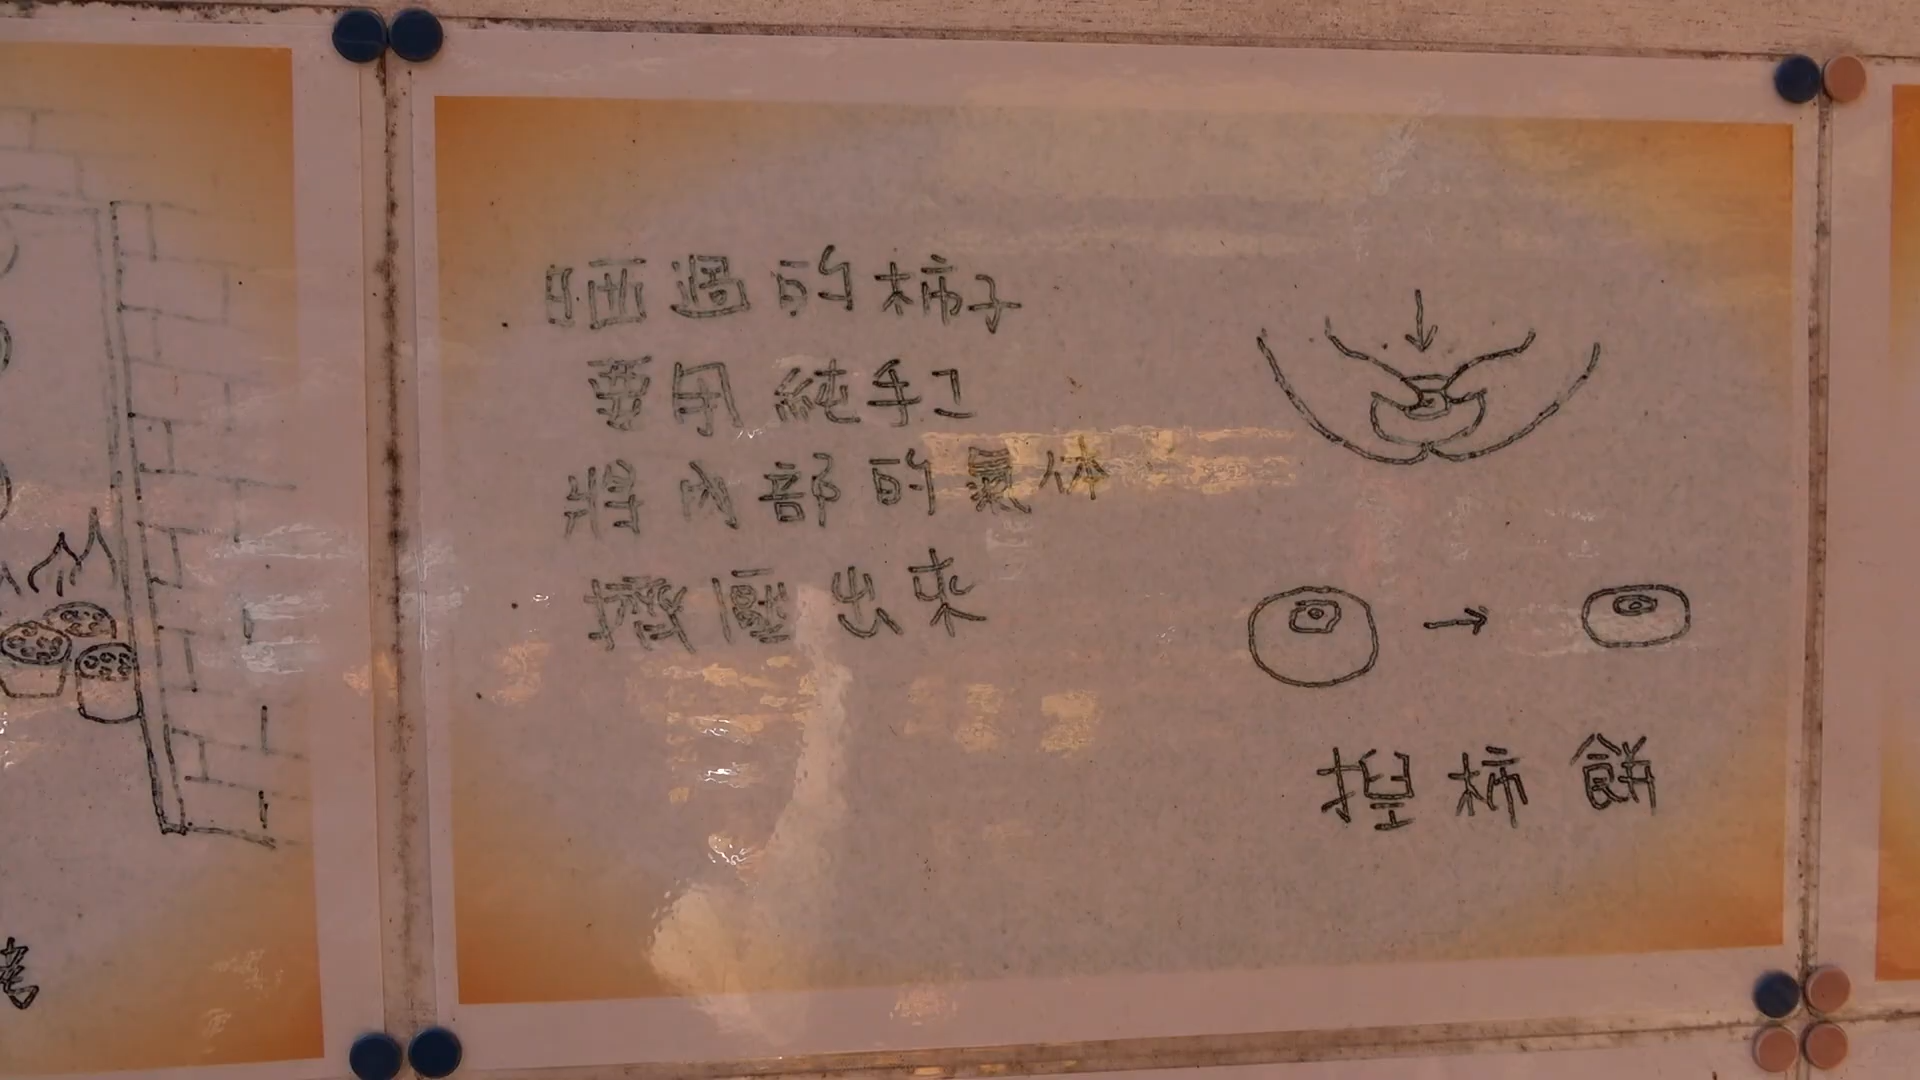 晒過的柿子
要用純手工
將內部的氣体
擠壓出來
捏柿餅